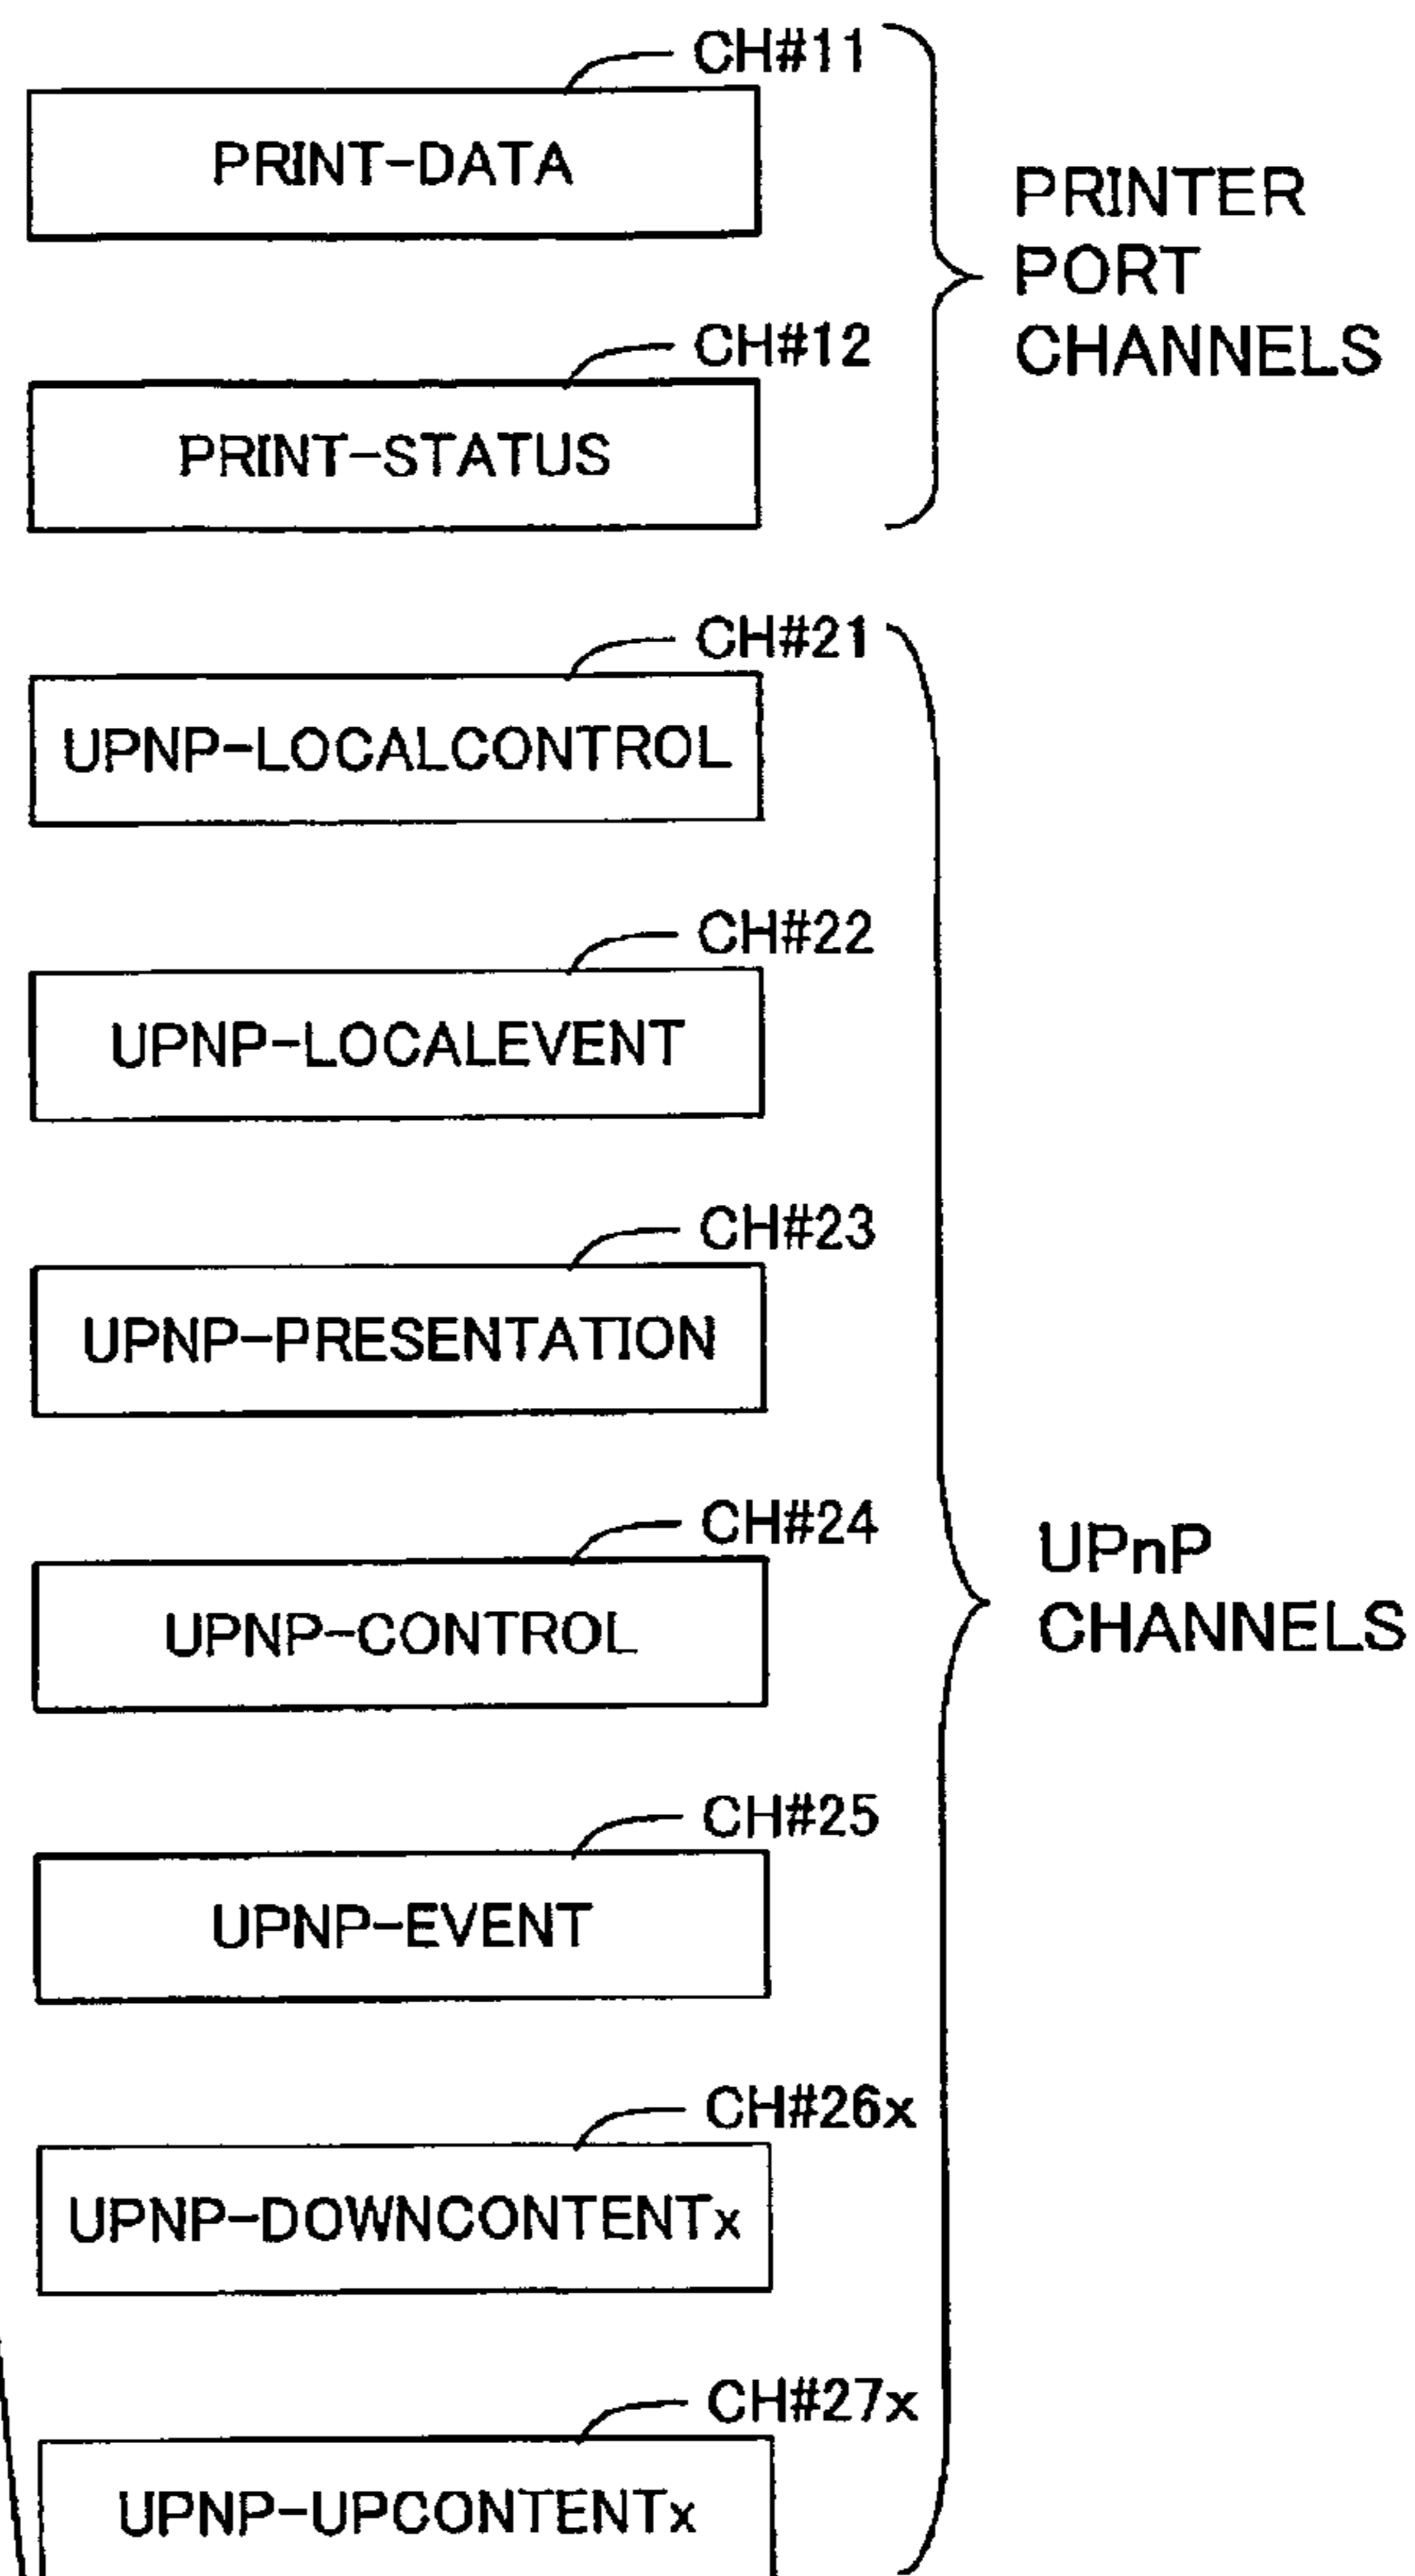 CH#11
PRINT-DATA
PRINTER
PORT
CHANNELS
CH#12
PRINT-STATUS
CH#21
UPNP-LOCALCONTROL
CH#22
UPNP-LOCALEVENT
CH#23
UPNP-PRESENTATION
CH#24
UPNP-CONTROL
UPnP
CHANNELS
CH#25
UPNP-EVENT
CH#26x
UPNP-DOWNCONTENTx
CH#27x
UPNP-UPCONTENTx